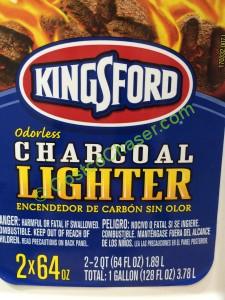 KINGSFORD
Odorless
CHARCOAL
LIGHTER
ENCENDEDOR DE CARBÓN SIN OLOR
ANGER: HARMFUL OR FATAL IF SWALLOWED.
COMBUSTIBLE. KEEP OUT OF REACH OF
CHILDREN. READ PRECAUTIONS ON BACK PANEL.
PELIGRO: NOCIVO O FATAL SI SE INGIERE.
COMBUSTIBLE. MANTÉNGASE FUERA DEL ALCANCE
DE LOS NIÑOS. (LEA LAS PRECAUCIONES EN EL PANEL POSTERIOR.
2x64 OZ
2-2 QT (64 FL OZ) 1.89 L
TOTAL: 1 GALLON (128 FL OZ) 3.78 L